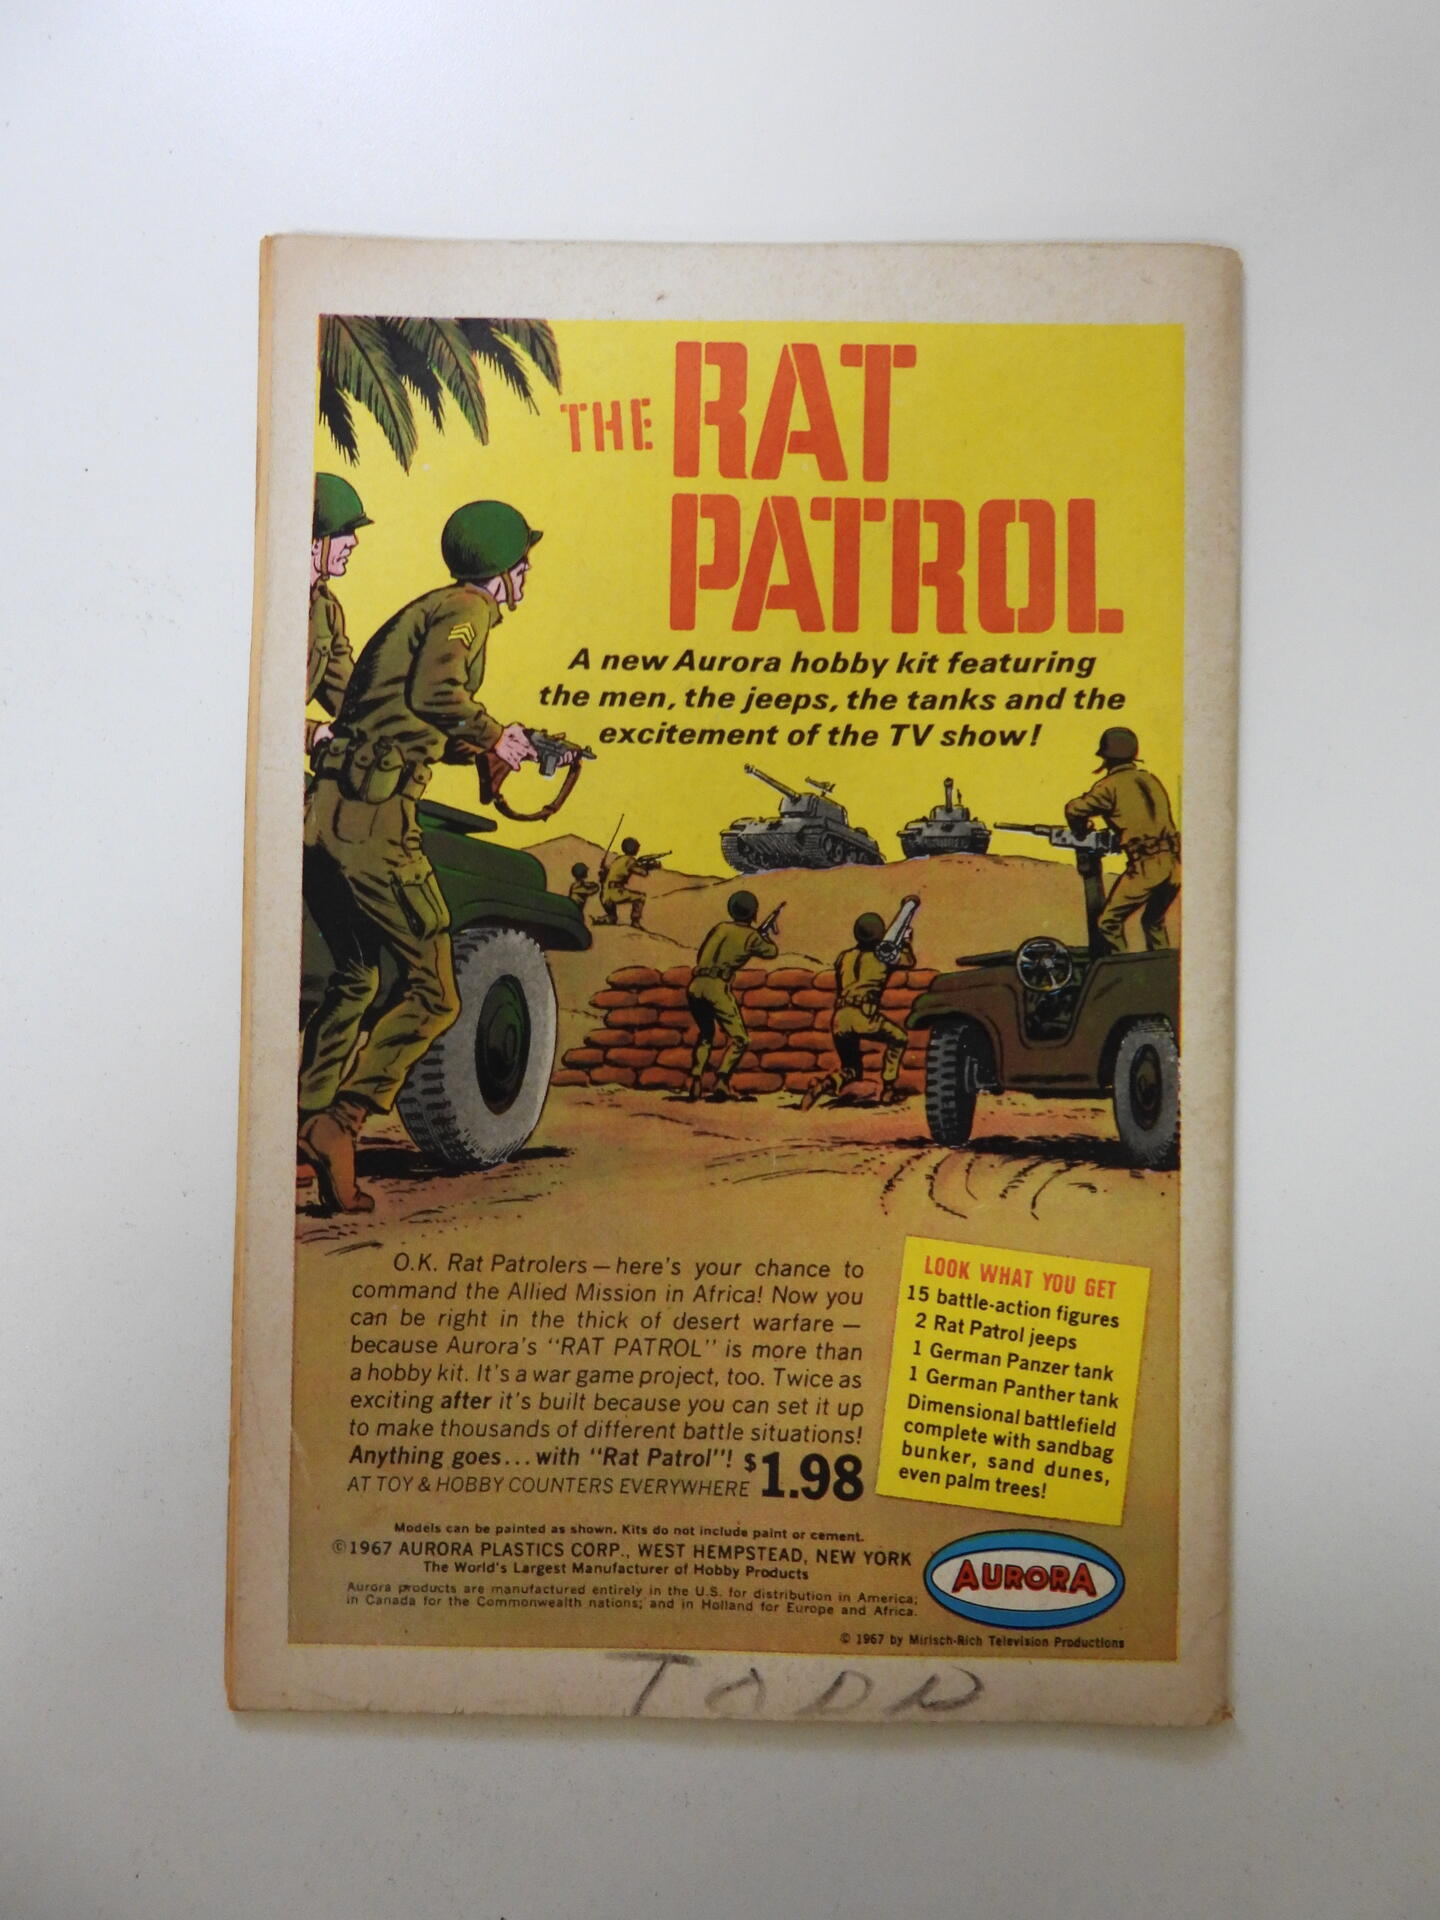 THE RAT
PATROL
A new Aurora hobby kit featuring
the men, the jeeps, the tanks and the
excitement of the TV show!
O.K. Rat Patrolers — here's your chance to
command the Allied Mission in Africa! Now you
can be right in the thick of desert warfare —
because Aurora's "RAT PATROL" is more than
a hobby kit. It's a war game project, too. Twice as
exciting after it's built because you can set it up
to make thousands of different battle situations!
Anything goes... with "Rat Patrol"! $1.98
AT TOY & HOBBY COUNTERS EVERYWHERE
LOOK WHAT YOU GET
15 battle-action figures
2 Rat Patrol jeeps
1 German Panzer tank
1 German Panther tank
Dimensional battlefield
complete with sandbag
bunker, sand dunes,
even palm trees!
Models can be painted as shown. Kits do not include paint or cement.
©1967 AURORA PLASTICS CORP., WEST HEMPSTEAD, NEW YORK
The World's Largest Manufacturer of Hobby Products
Aurora products are manufactured entirely in the U.S. for distribution in America;
in Canada for the Commonwealth nations; and in Holland for Europe and Africa.
AURORA
© 1967 by Mirisch-Rich Television Productions
TODD